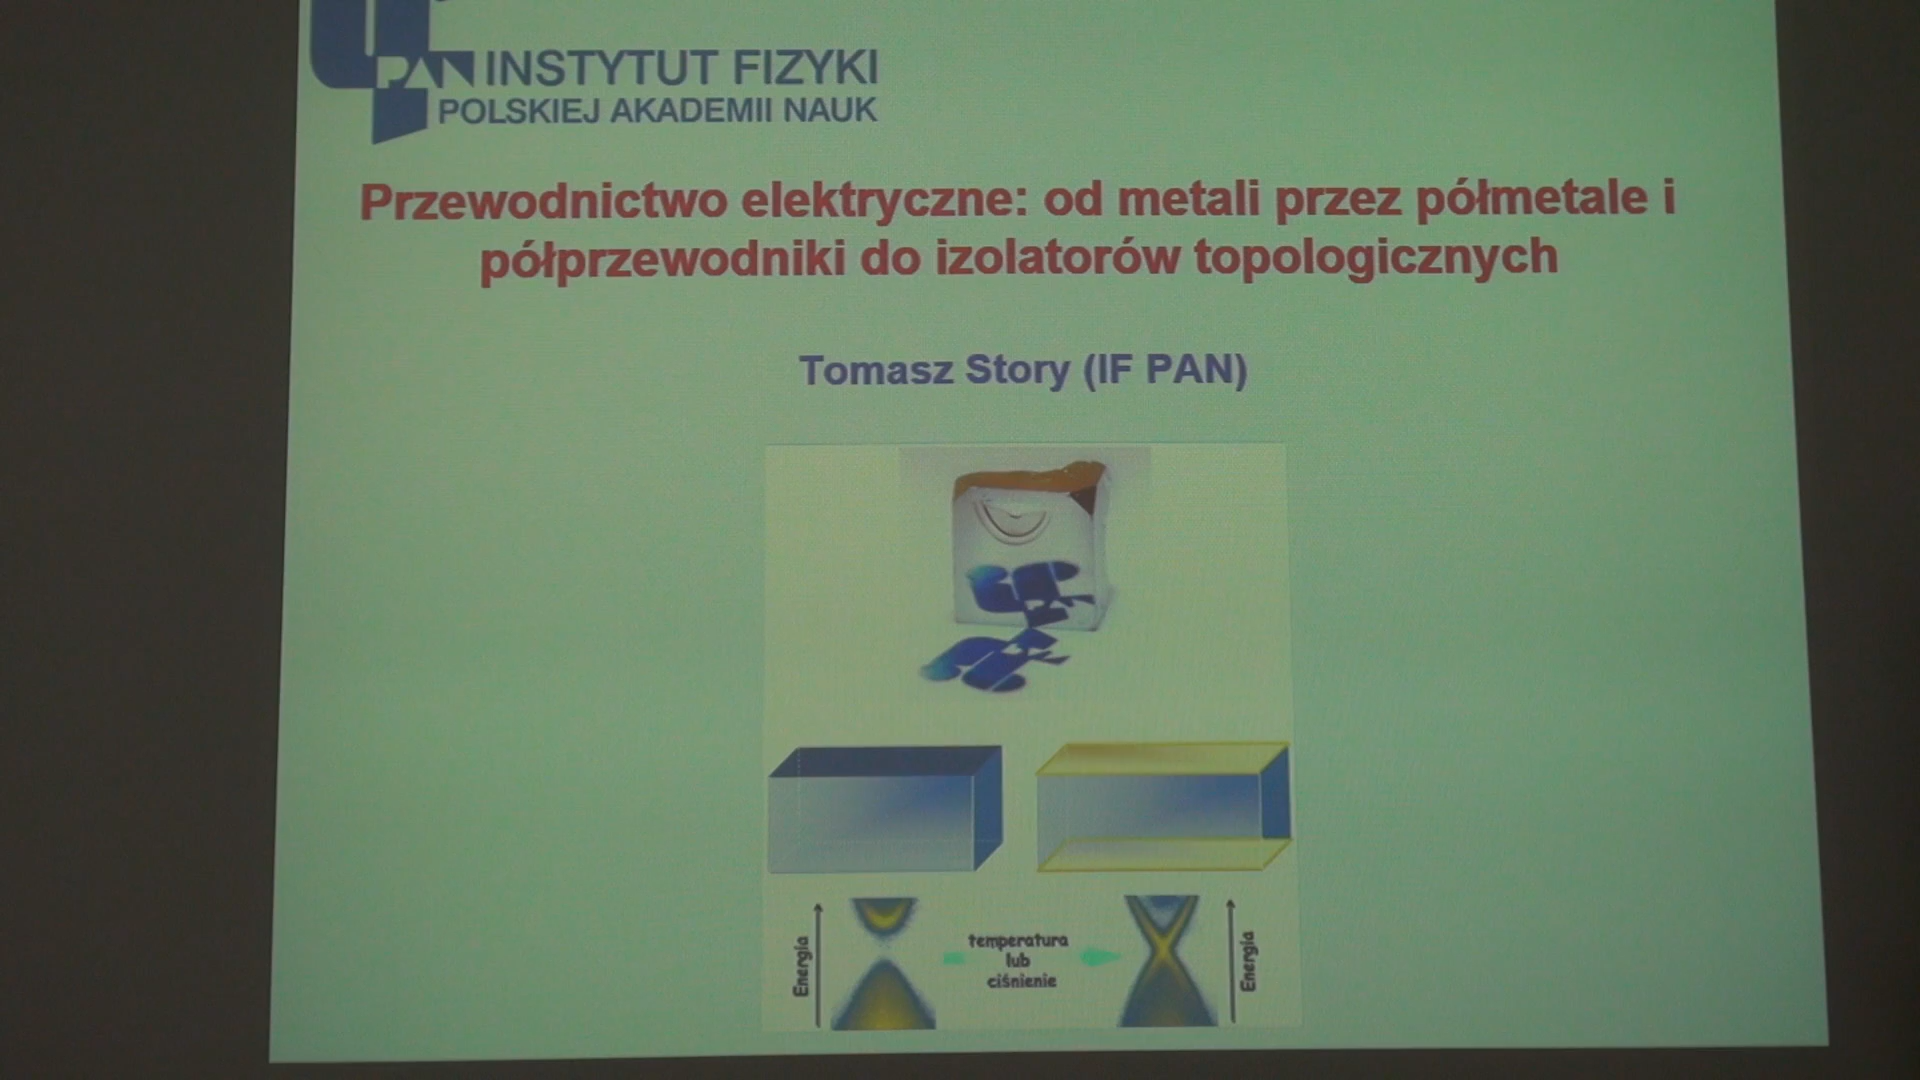 PAN INSTYTUT FIZYKI
POLSKIEJ AKADEMII NAUK
Przewodnictwo elektryczne: od metali przez półmetale i
półprzewodniki do izolatorów topologicznych
Tomasz Story (IF PAN)
Energia
temperatura
lub
ciśnienie
Energia